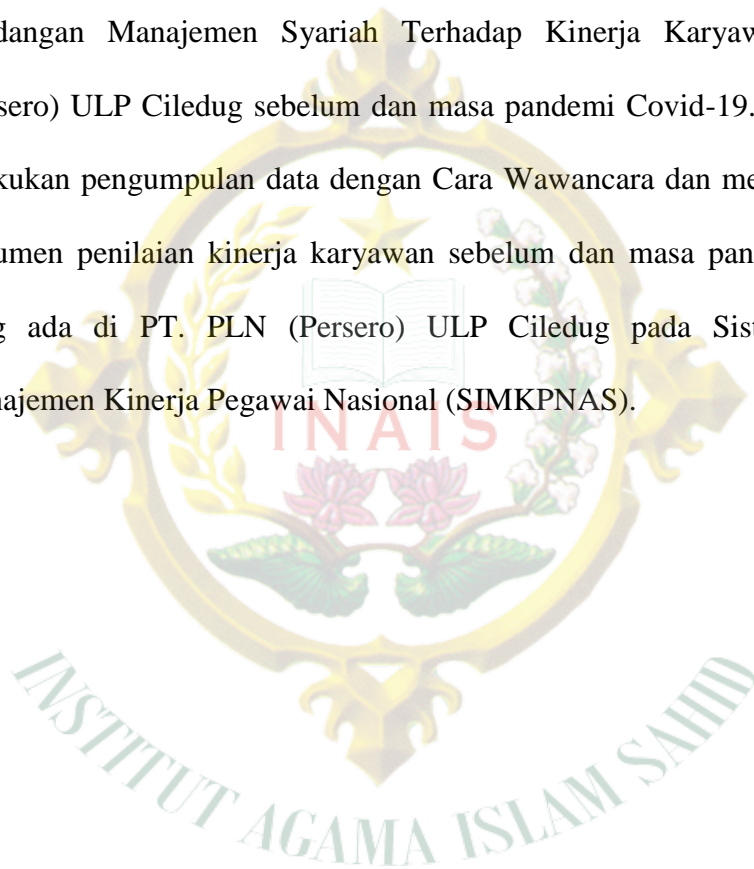 dangan Manajemen Syariah Terhadap Kinerja Karyaw
sero) ULP Ciledug sebelum dan masa pandemi Covid-19.
kukan pengumpulan data dengan Cara Wawancara dan me
umen penilaian kinerja karyawan sebelum dan masa pan
g ada di PT. PLN (Persero) ULP Ciledug pada Sist
najemen Kinerja Pegawai Nasional (SIMKPNAS).
INAIS
INSTITUT AGAMA ISLAM SAHID